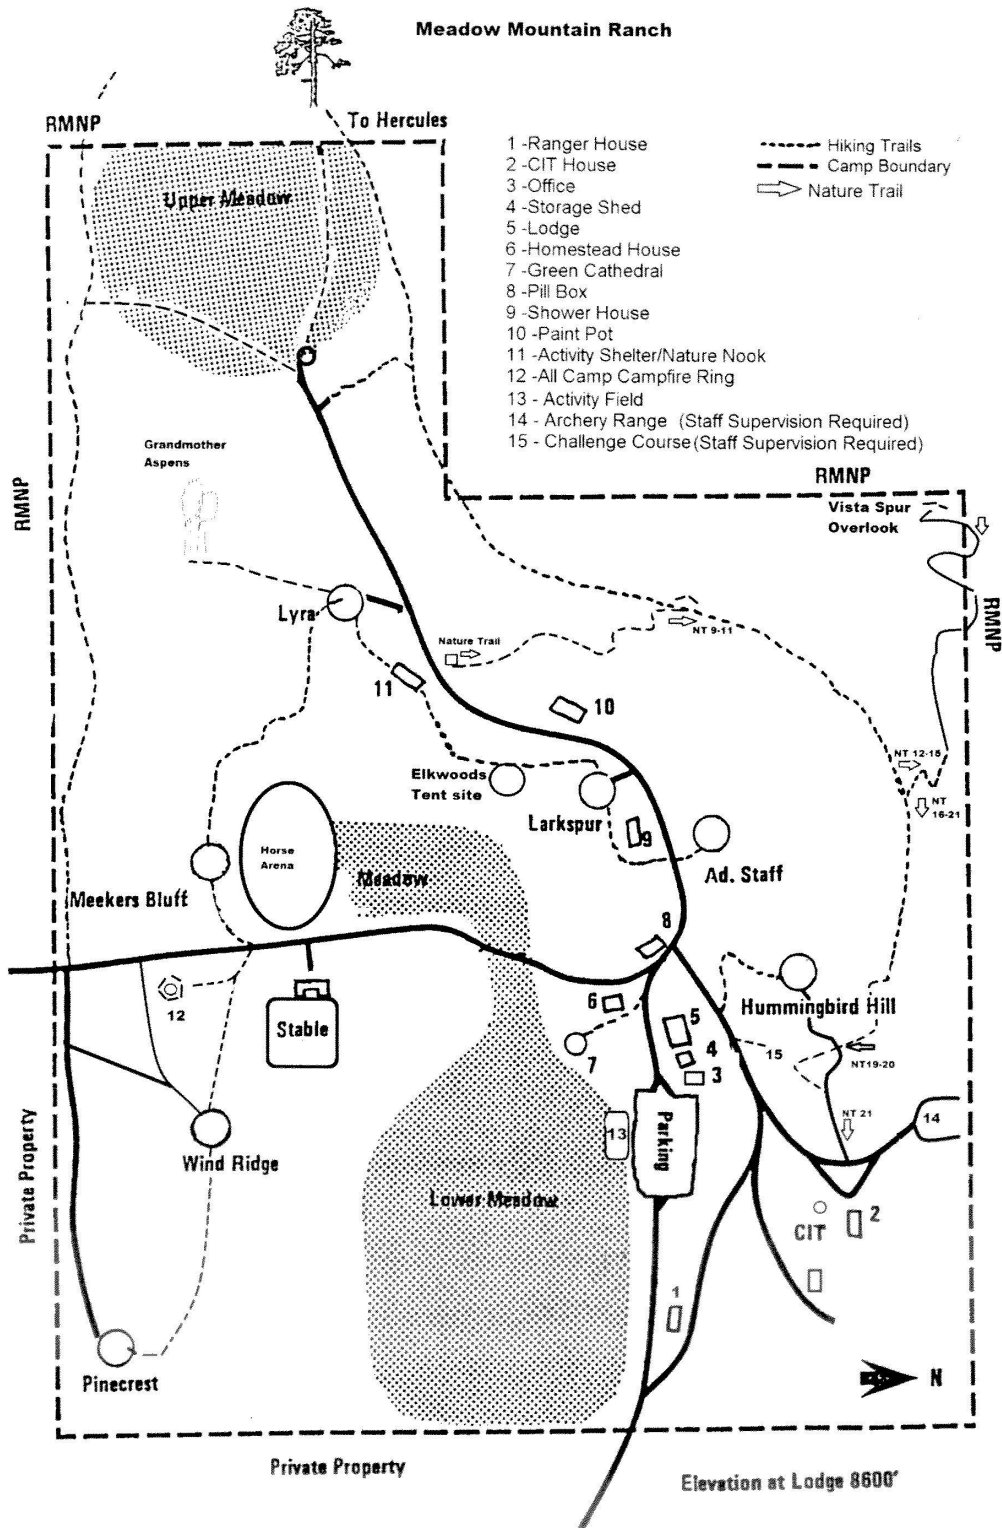 Meadow Mountain Ranch
RMNP
To Hercules
1 -Ranger House
2 -CIT House
3 -Office
4 -Storage Shed
5 -Lodge
6 -Homestead House
7 -Green Cathedral
8 -Pill Box
9 -Shower House
10 -Paint Pot
11 -Activity Shelter/Nature Nook
12 -All Camp Campfire Ring
13 - Activity Field
14 - Archery Range (Staff Supervision Required)
15 - Challenge Course (Staff Supervision Required)
Hiking Trails
Camp Boundary
Nature Trail
Upper Meadow
Grandmother
Aspens
RMNP
RMNP
Vista Spur
Overlook
RMNP
Lyra
Nature Trail
NT 9-11
11
10
NT 12-15
NT
16-21
Elkwoods
Tent site
Larkspur
9
Ad. Staff
Horse
Arena
Meadow
Meekers Bluff
8
12
Stable
6
7
5
4
3
Hummingbird Hill
15
NT19-20
NT 21
14
13
Parking
Wind Ridge
Private Property
Lower Meadow
CIT
2
1
Pinecrest
N
Private Property
Elevation at Lodge 8600'